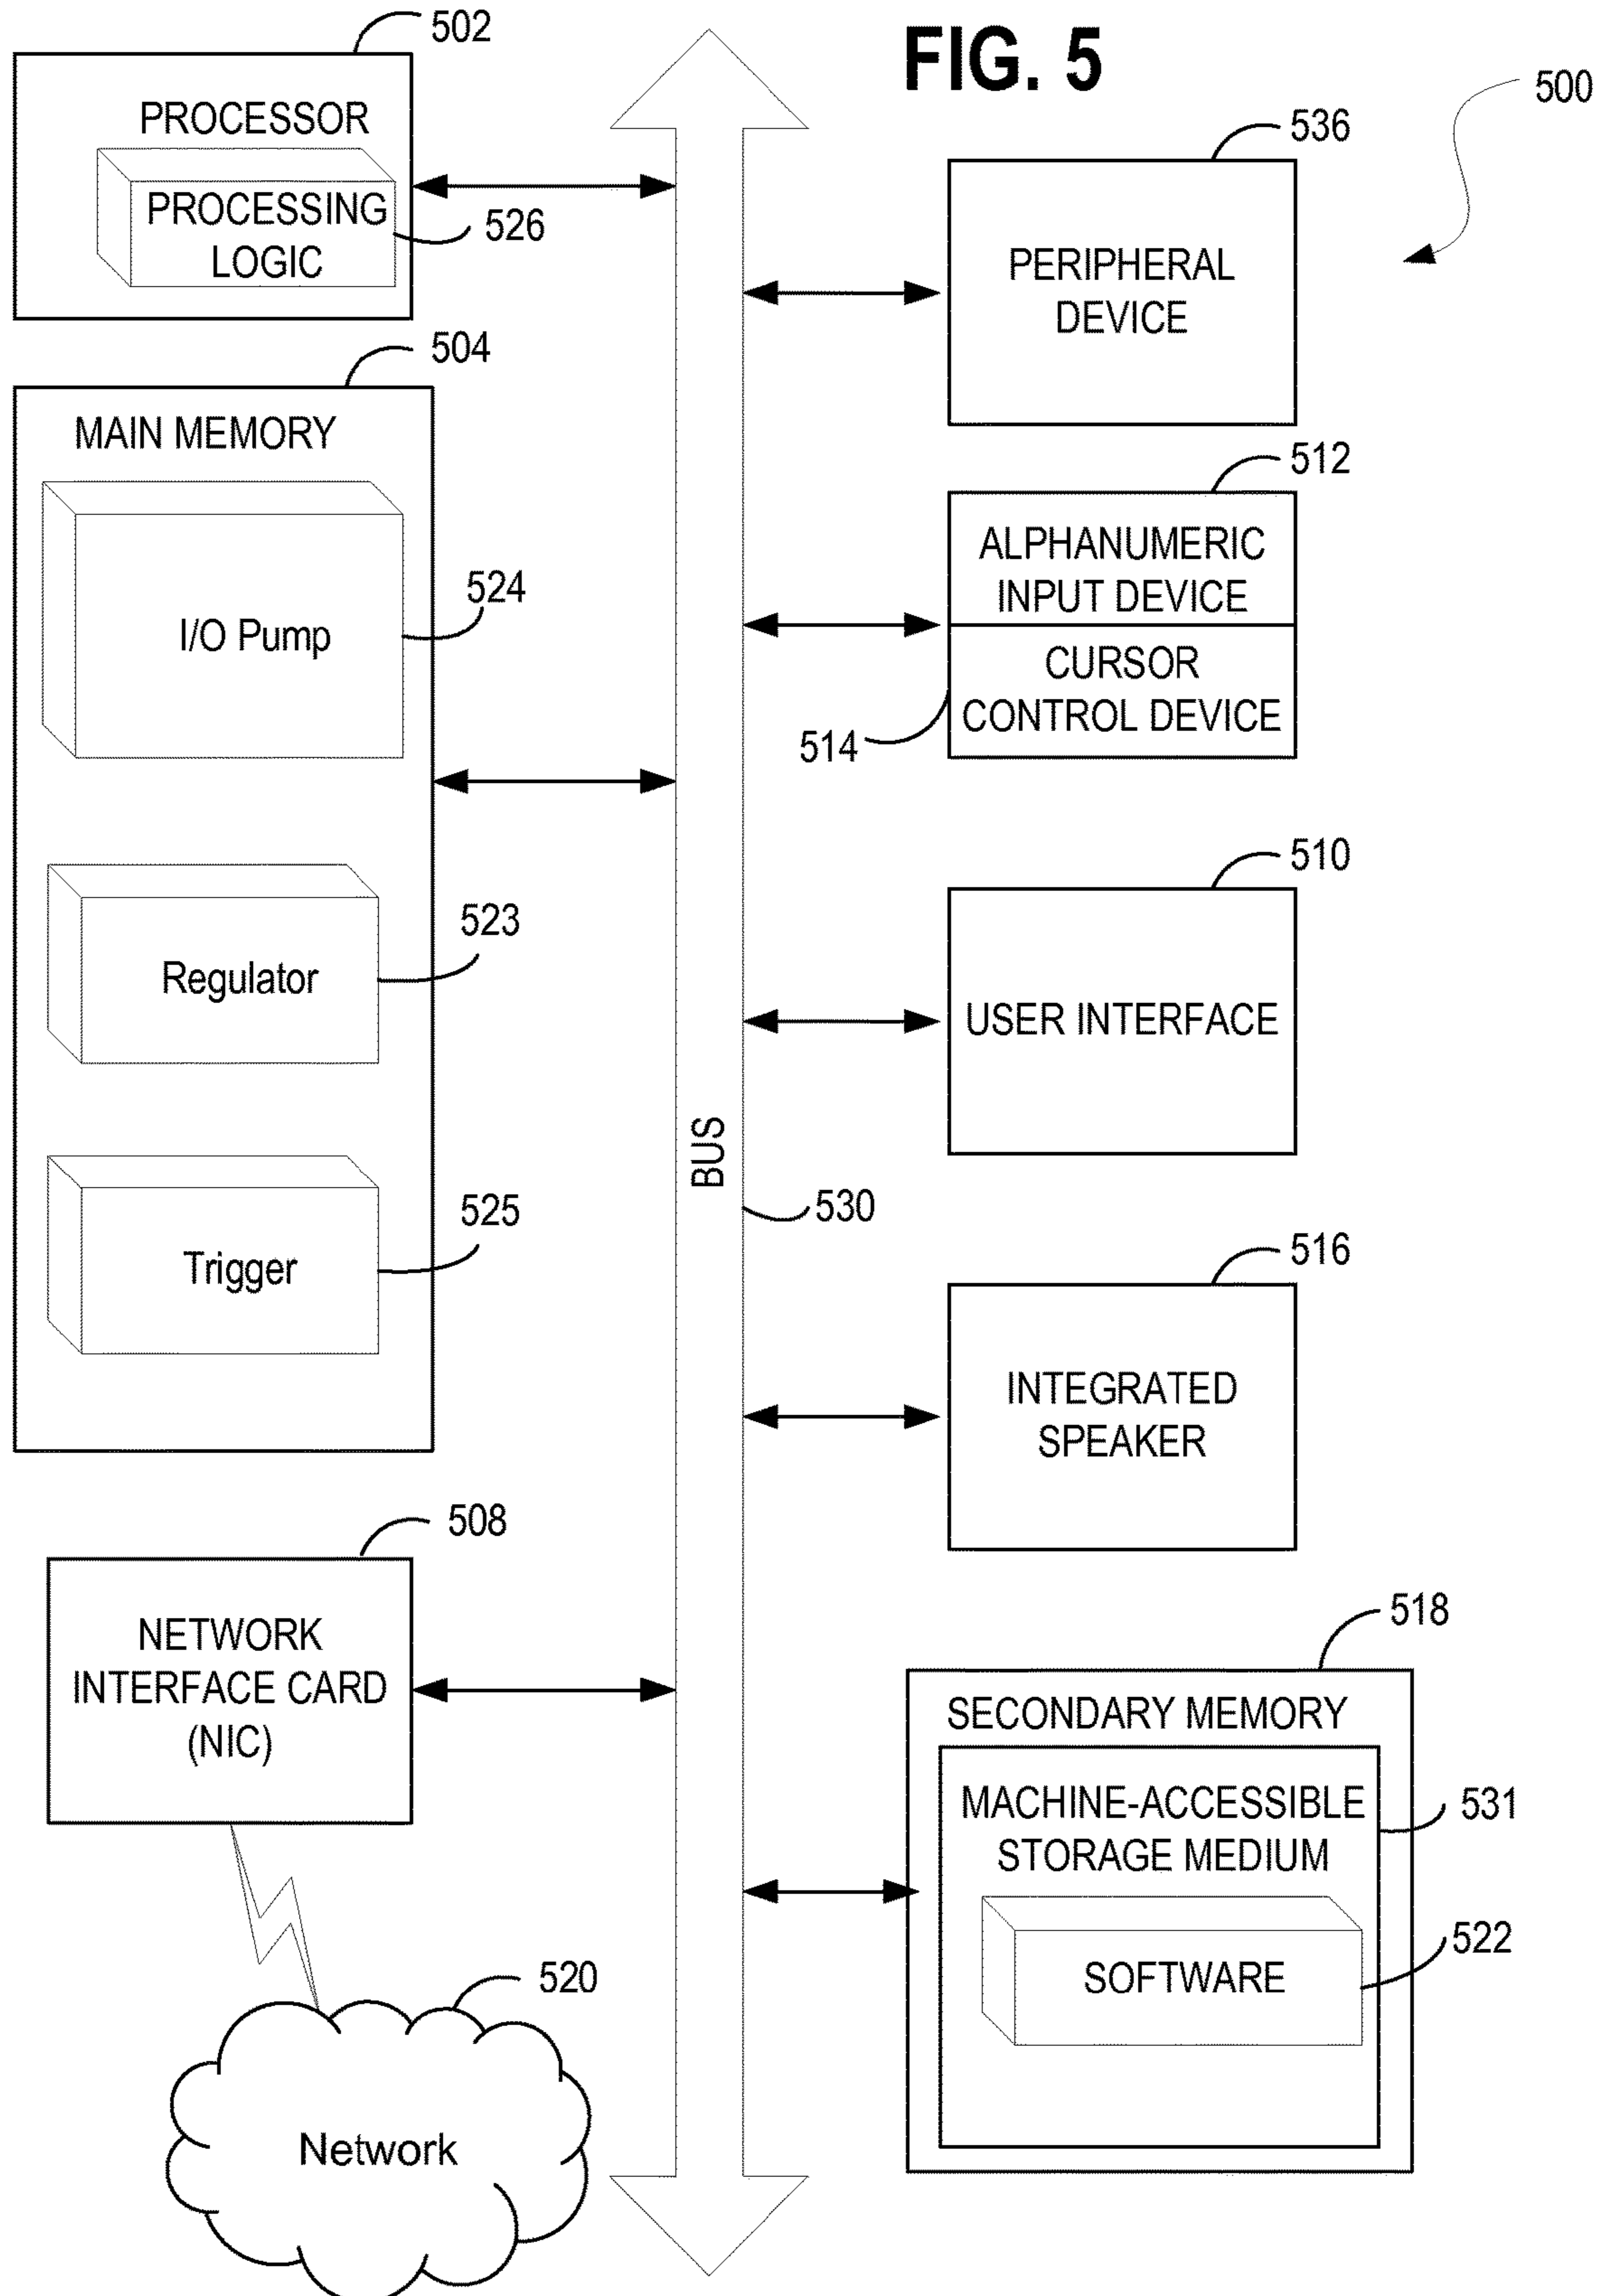 FIG. 5
500
502
PROCESSOR
PROCESSING
LOGIC
526
504
MAIN MEMORY
I/O Pump
524
Regulator
523
Trigger
525
508
NETWORK
INTERFACE CARD
(NIC)
520
Network
BUS
530
536
PERIPHERAL
DEVICE
512
ALPHANUMERIC
INPUT DEVICE
CURSOR
CONTROL DEVICE
514
510
USER INTERFACE
516
INTEGRATED
SPEAKER
518
SECONDARY MEMORY
MACHINE-ACCESSIBLE
STORAGE MEDIUM
531
SOFTWARE
522